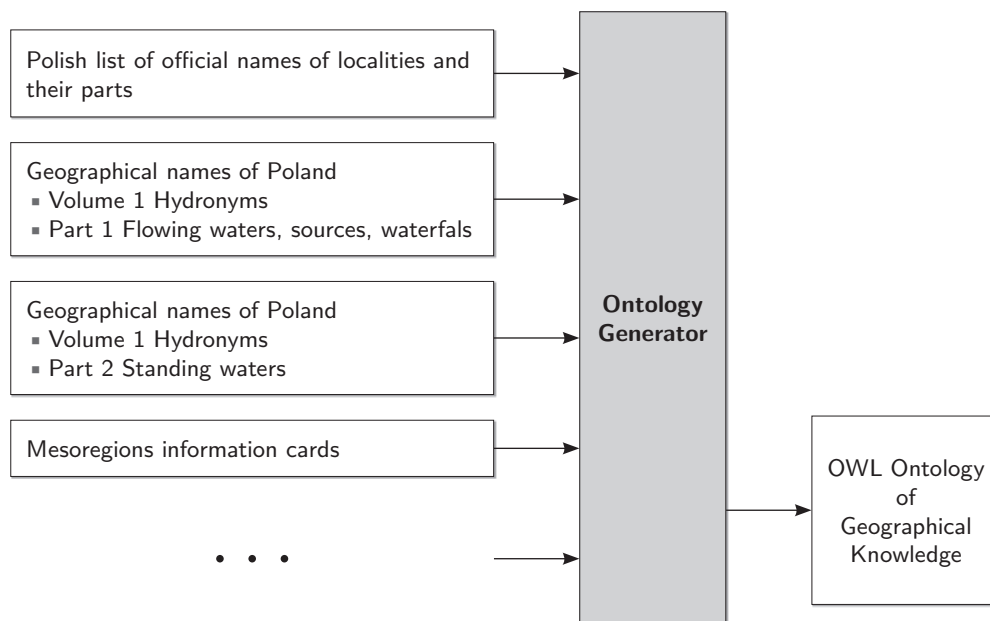 Polish list of official names of localities and
their parts
Geographical names of Poland
▪ Volume 1 Hydronyms
▪ Part 1 Flowing waters, sources, waterfals
Geographical names of Poland
▪ Volume 1 Hydronyms
▪ Part 2 Standing waters
Mesoregions information cards
• • •
Ontology
Generator
OWL Ontology
of
Geographical
Knowledge